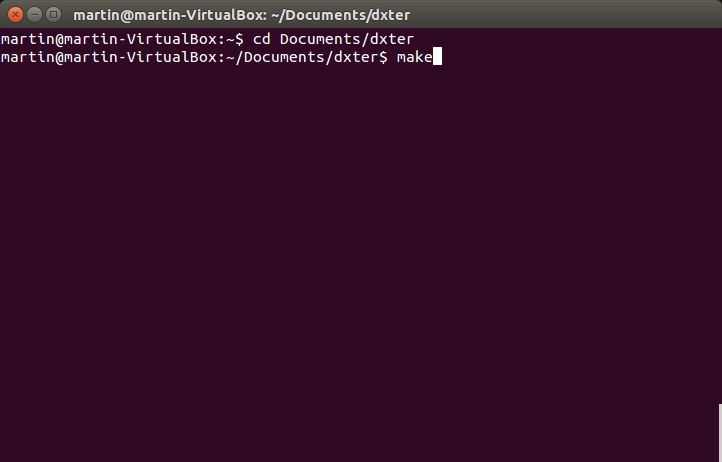 martin@martin-VirtualBox: ~/Documents/dxter
martin@martin-VirtualBox:~$ cd Documents/dxter
martin@martin-VirtualBox:~/Documents/dxter$ make